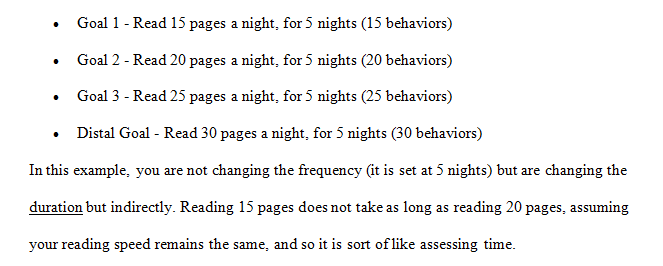 • Goal 1 - Read 15 pages a night, for 5 nights (15 behaviors)
• Goal 2 - Read 20 pages a night, for 5 nights (20 behaviors)
• Goal 3 - Read 25 pages a night, for 5 nights (25 behaviors)
• Distal Goal - Read 30 pages a night, for 5 nights (30 behaviors)
In this example, you are not changing the frequency (it is set at 5 nights) but are changing the
duration but indirectly. Reading 15 pages does not take as long as reading 20 pages, assuming
your reading speed remains the same, and so it is sort of like assessing time.